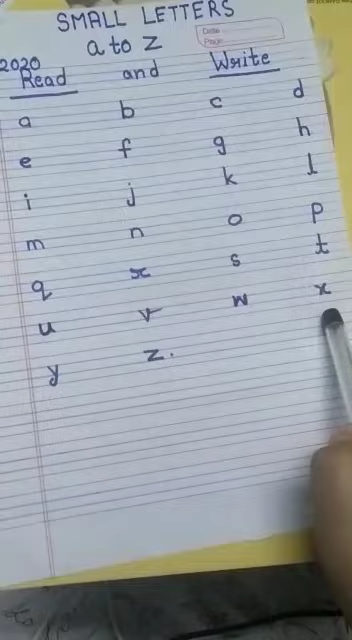 SMALL LETTERS
a to z
Date
Page
2020
Read and Write
a b c d
e f g h
i j k l
m n o p
q r s t
u v w x
y z.